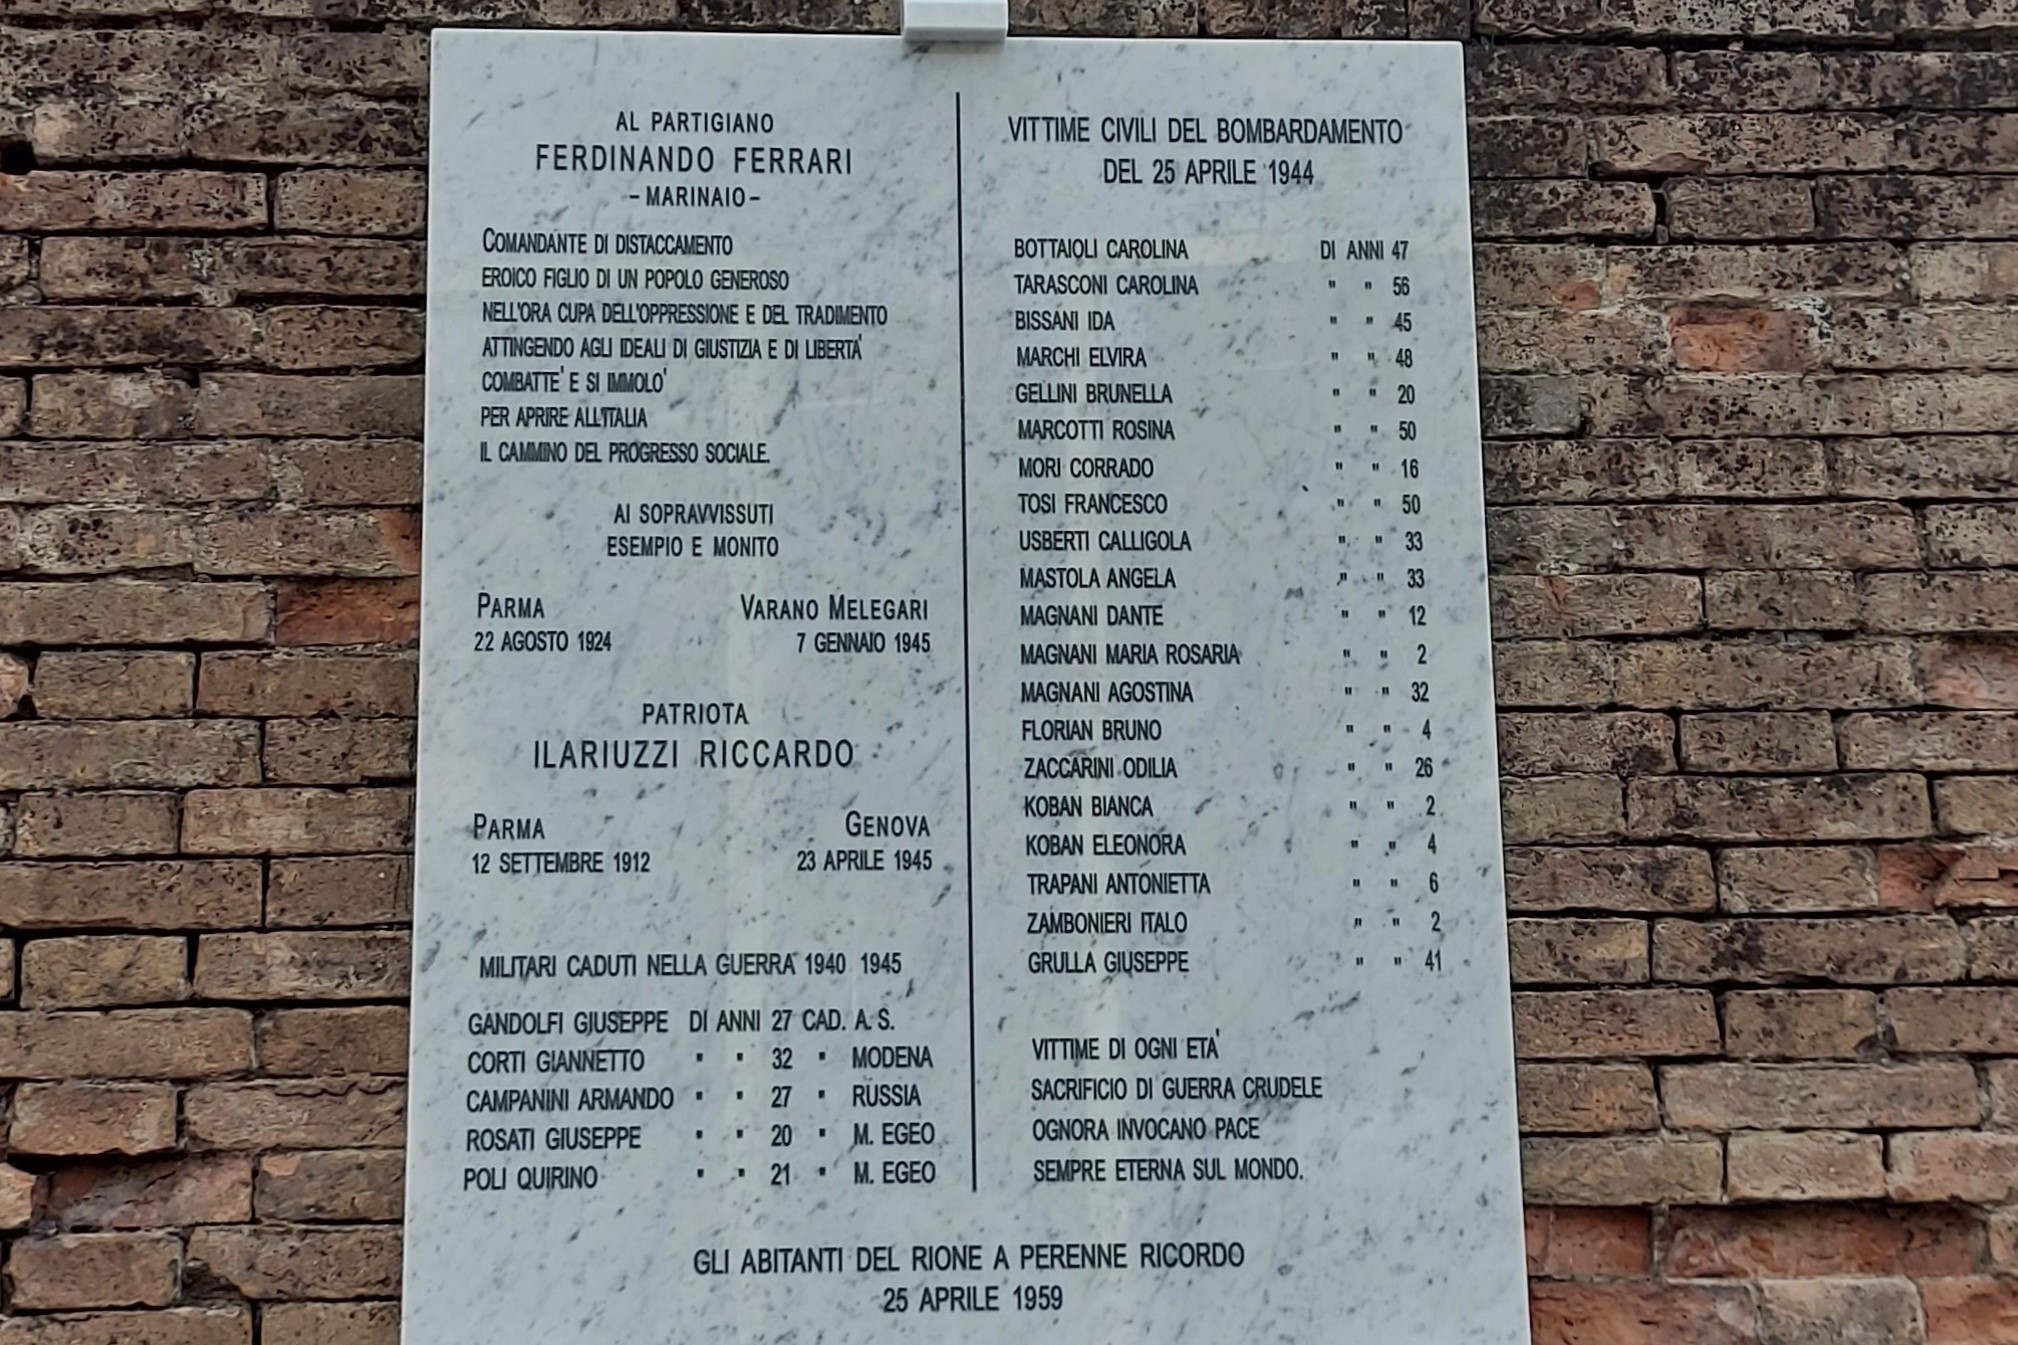 AL PARTIGIANO
FERDINANDO FERRARI
- MARINAIO -
COMANDANTE DI DISTACCAMENTO
EROICO FIGLIO DI UN POPOLO GENEROSO
NELL'ORA CUPA DELL'OPPRESSIONE E DEL TRADIMENTO
ATTINGENDO AGLI IDEALI DI GIUSTIZIA E DI LIBERTA'
COMBATTE' E SI IMMOLO'
PER APRIRE ALL'ITALIA
IL CAMMINO DEL PROGRESSO SOCIALE.
AI SOPRAVVISSUTI
ESEMPIO E MONITO
PARMA VARANO MELEGARI
22 AGOSTO 1924 7 GENNAIO 1945
PATRIOTA
ILARIUZZI RICCARDO
PARMA GENOVA
12 SETTEMBRE 1912 23 APRILE 1945
MILITARI CADUTI NELLA GUERRA 1940 1945
GANDOLFI GIUSEPPE DI ANNI 27 CAD. A. S.
CORTI GIANNETTO " " 32 " MODENA
CAMPANINI ARMANDO " " 27 " RUSSIA
ROSATI GIUSEPPE " " 20 " M. EGEO
POLI QUIRINO " " 21 " M. EGEO
VITTIME CIVILI DEL BOMBARDAMENTO
DEL 25 APRILE 1944
BOTTAIOLI CAROLINA DI ANNI 47
TARASCONI CAROLINA " " 56
BISSANI IDA " " 45
MARCHI ELVIRA " " 48
GELLINI BRUNELLA " " 20
MARCOTTI ROSINA " " 50
MORI CORRADO " " 16
TOSI FRANCESCO " " 50
USBERTI CALLIGOLA " " 33
MASTOLA ANGELA " " 33
MAGNANI DANTE " " 12
MAGNANI MARIA ROSARIA " " 2
MAGNANI AGOSTINA " " 32
FLORIAN BRUNO " " 4
ZACCARINI ODILIA " " 26
KOBAN BIANCA " " 2
KOBAN ELEONORA " " 4
TRAPANI ANTONIETTA " " 6
ZAMBONIERI ITALO " " 2
GRULLA GIUSEPPE " " 41
VITTIME DI OGNI ETA'
SACRIFICIO DI GUERRA CRUDELE
OGNORA INVOCANO PACE
SEMPRE ETERNA SUL MONDO.
GLI ABITANTI DEL RIONE A PERENNE RICORDO
25 APRILE 1959